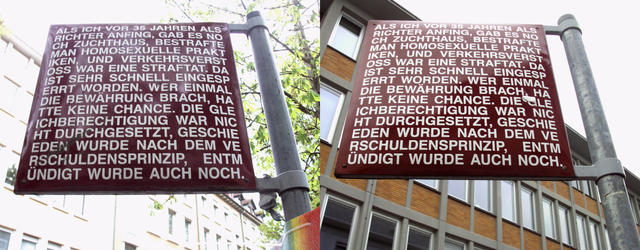 ALS ICH VOR 35 JAHREN ALS
RICHTER ANFING, GAB ES NO
CH ZUCHTHAUS, BESTRAFTE
MAN HOMOSEXUELLE PRAKT
IKEN, UND VERKEHRSVERST
OSS WAR EINE STRAFTAT. DA
IST SEHR SCHNELL EINGESP
ERRT WORDEN. WER EINMAL
DIE BEWÄHRUNG BRACH, HA
TTE KEINE CHANCE. DIE GLE
ICHBERECHTIGUNG WAR NIC
HT DURCHGESETZT, GESCHI
EDEN WURDE NACH DEM VE
RSCHULDENSPRINZIP, ENTM
ÜNDIGT WURDE AUCH NOCH.
ALS ICH VOR 35 JAHREN ALS
RICHTER ANFING, GAB ES NO
CH ZUCHTHAUS, BESTRAFTE
MAN HOMOSEXUELLE PRAKT
IKEN, UND VERKEHRSVERST
OSS WAR EINE STRAFTAT. DA
IST SEHR SCHNELL EINGESP
ERRT WORDEN. WER EINMAL
DIE BEWÄHRUNG BRACH, HA
TTE KEINE CHANCE. DIE GLE
ICHBERECHTIGUNG WAR NIC
HT DURCHGESETZT, GESCHI
EDEN WURDE NACH DEM VE
RSCHULDENSPRINZIP, ENTM
ÜNDIGT WURDE AUCH NOCH.